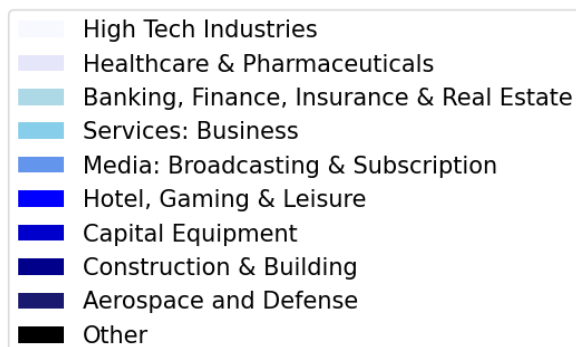 High Tech Industries
Healthcare & Pharmaceuticals
Banking, Finance, Insurance & Real Estate
Services: Business
Media: Broadcasting & Subscription
Hotel, Gaming & Leisure
Capital Equipment
Construction & Building
Aerospace and Defense
Other